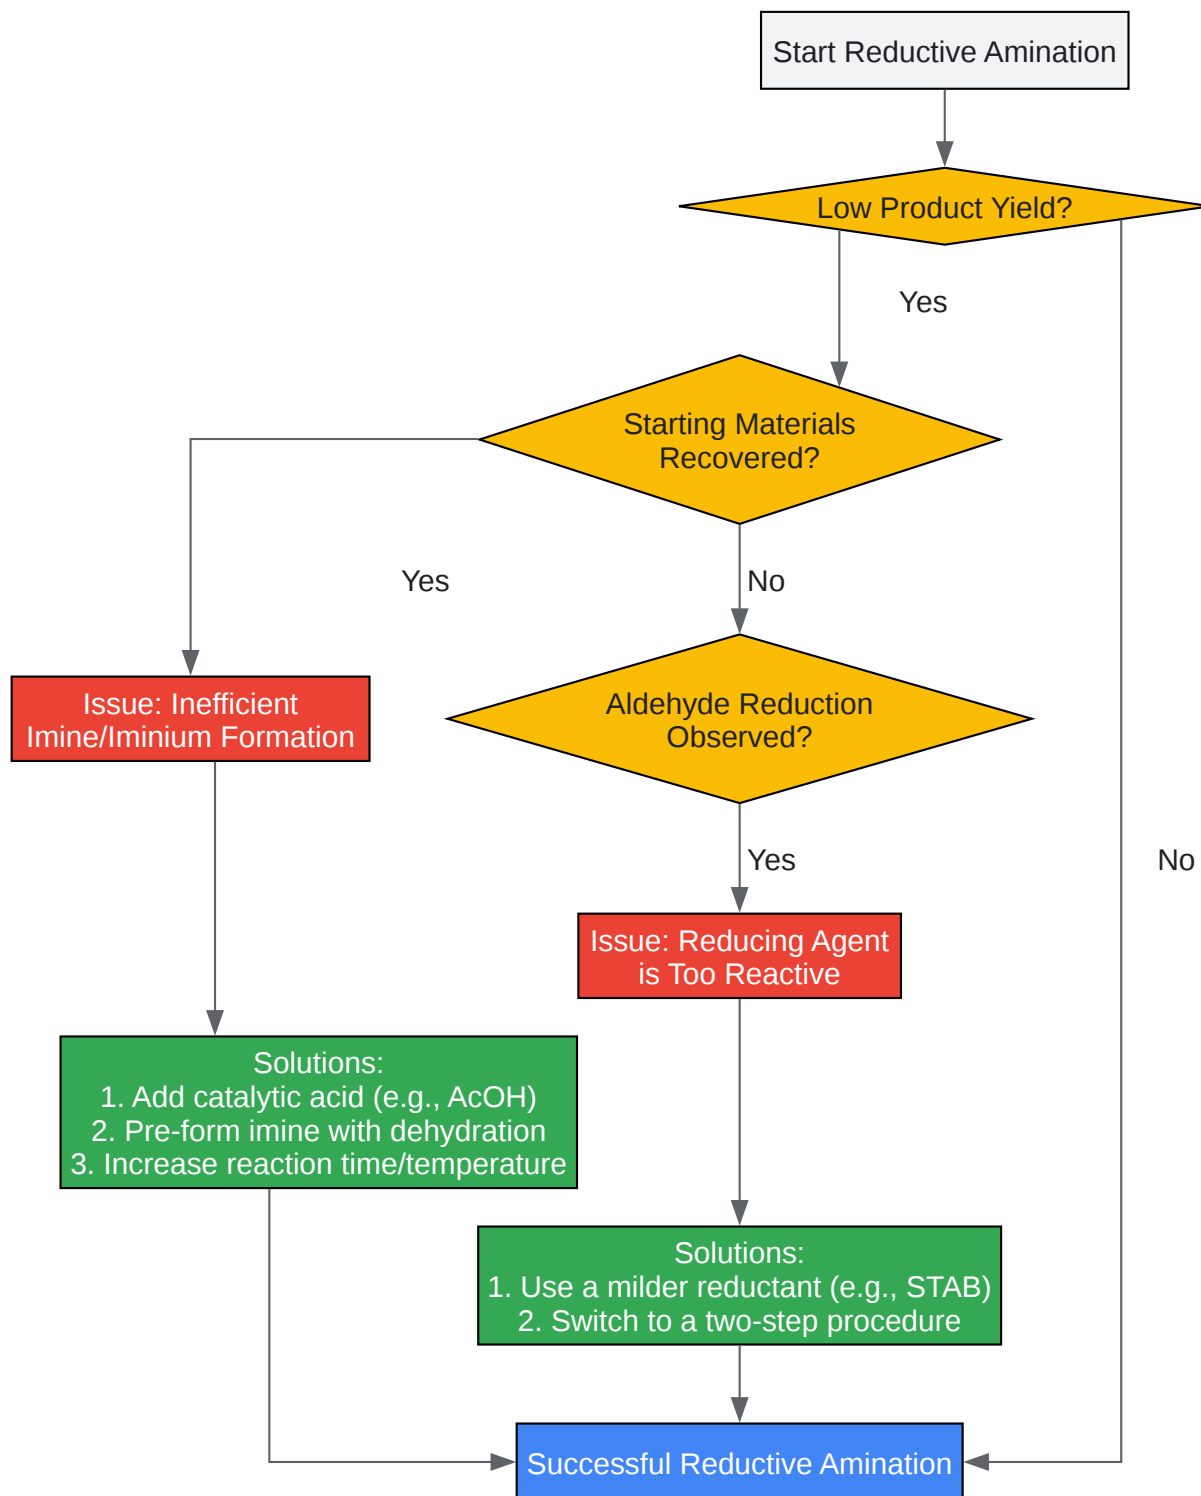 Start Reductive Amination
Low Product Yield?
Yes
Starting Materials
Recovered?
Yes
No
Issue: Inefficient
Imine/Iminium Formation
Aldehyde Reduction
Observed?
Yes
No
Issue: Reducing Agent
is Too Reactive
Solutions:
1. Add catalytic acid (e.g., AcOH)
2. Pre-form imine with dehydration
3. Increase reaction time/temperature
Solutions:
1. Use a milder reductant (e.g., STAB)
2. Switch to a two-step procedure
Successful Reductive Amination